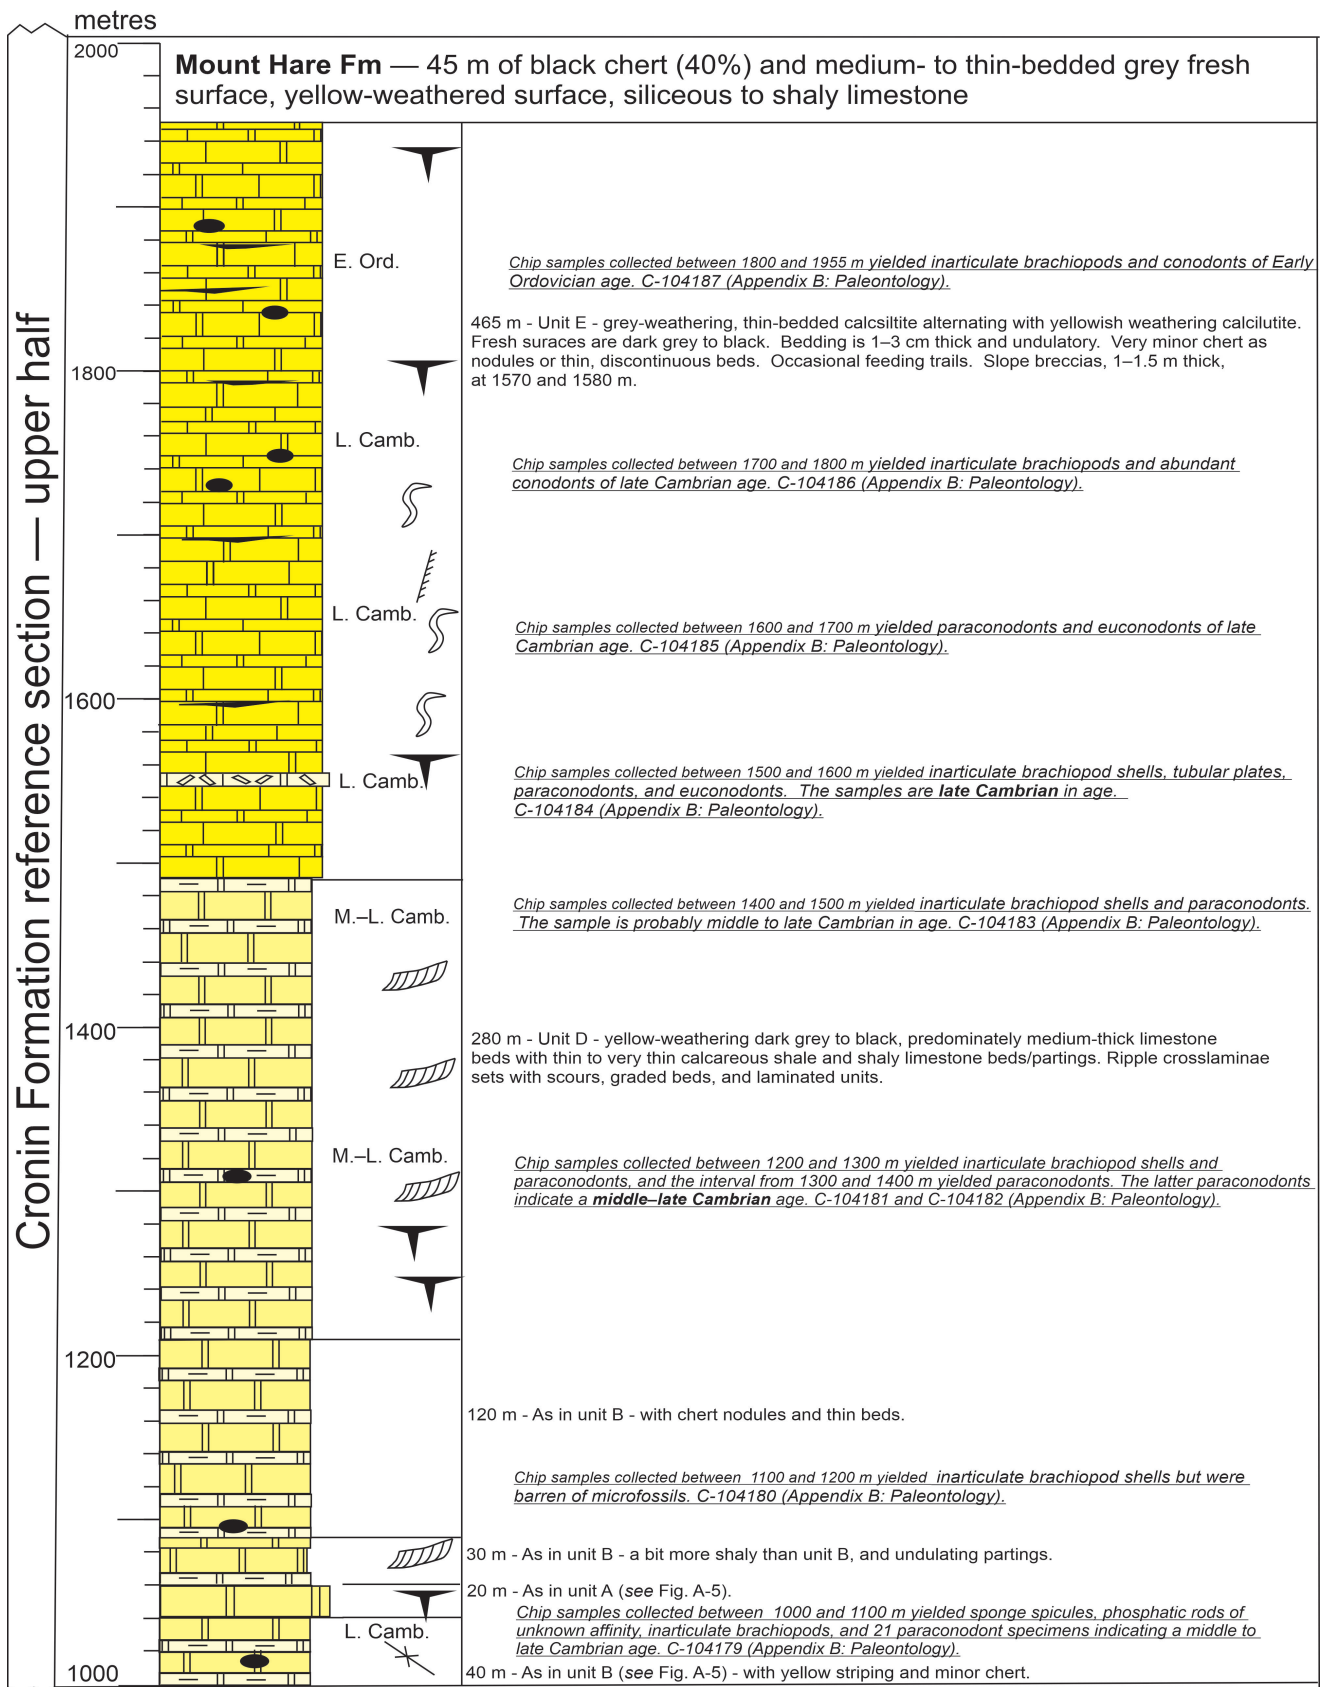 metres
2000
Mount Hare Fm — 45 m of black chert (40%) and medium- to thin-bedded grey fresh
surface, yellow-weathered surface, siliceous to shaly limestone
Cronin Formation reference section — upper half
E. Ord.
Chip samples collected between 1800 and 1955 m yielded inarticulate brachiopods and conodonts of Early
Ordovician age. C-104187 (Appendix B: Paleontology).
465 m - Unit E - grey-weathering, thin-bedded calcsiltite alternating with yellowish weathering calcilutite.
Fresh suraces are dark grey to black. Bedding is 1–3 cm thick and undulatory. Very minor chert as
nodules or thin, discontinuous beds. Occasional feeding trails. Slope breccias, 1–1.5 m thick,
at 1570 and 1580 m.
1800
L. Camb.
Chip samples collected between 1700 and 1800 m yielded inarticulate brachiopods and abundant
conodonts of late Cambrian age. C-104186 (Appendix B: Paleontology).
L. Camb.
Chip samples collected between 1600 and 1700 m yielded paraconodonts and euconodonts of late
Cambrian age. C-104185 (Appendix B: Paleontology).
1600
L. Camb.
Chip samples collected between 1500 and 1600 m yielded inarticulate brachiopod shells, tubular plates,
paraconodonts, and euconodonts. The samples are late Cambrian in age.
C-104184 (Appendix B: Paleontology).
M.–L. Camb.
Chip samples collected between 1400 and 1500 m yielded inarticulate brachiopod shells and paraconodonts.
The sample is probably middle to late Cambrian in age. C-104183 (Appendix B: Paleontology).
1400
280 m - Unit D - yellow-weathering dark grey to black, predominately medium-thick limestone
beds with thin to very thin calcareous shale and shaly limestone beds/partings. Ripple crosslaminae
sets with scours, graded beds, and laminated units.
M.–L. Camb.
Chip samples collected between 1200 and 1300 m yielded inarticulate brachiopod shells and
paraconodonts, and the interval from 1300 and 1400 m yielded paraconodonts. The latter paraconodonts
indicate a middle–late Cambrian age. C-104181 and C-104182 (Appendix B: Paleontology).
1200
120 m - As in unit B - with chert nodules and thin beds.
Chip samples collected between 1100 and 1200 m yielded inarticulate brachiopod shells but were
barren of microfossils. C-104180 (Appendix B: Paleontology).
30 m - As in unit B - a bit more shaly than unit B, and undulating partings.
20 m - As in unit A (see Fig. A-5).
L. Camb.
Chip samples collected between 1000 and 1100 m yielded sponge spicules, phosphatic rods of
unknown affinity, inarticulate brachiopods, and 21 paraconodont specimens indicating a middle to
late Cambrian age. C-104179 (Appendix B: Paleontology).
1000
40 m - As in unit B (see Fig. A-5) - with yellow striping and minor chert.